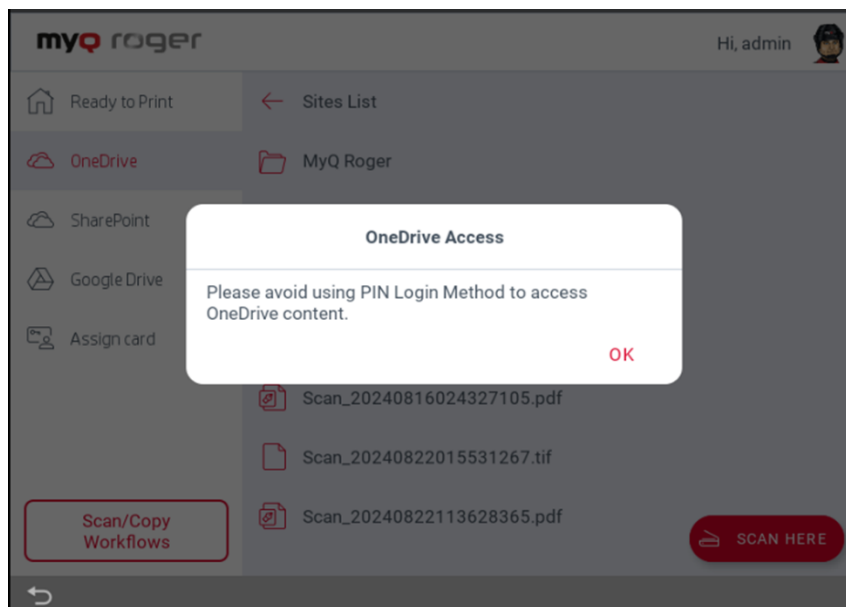 myQ roger
Hi, admin
Ready to Print
OneDrive
SharePoint
Google Drive
Assign card
Scan/Copy
Workflows
Sites List
MyQ Roger
OneDrive Access
Please avoid using PIN Login Method to access
OneDrive content.
OK
Scan_20240816024327105.pdf
Scan_20240822015531267.tif
Scan_20240822113628365.pdf
SCAN HERE